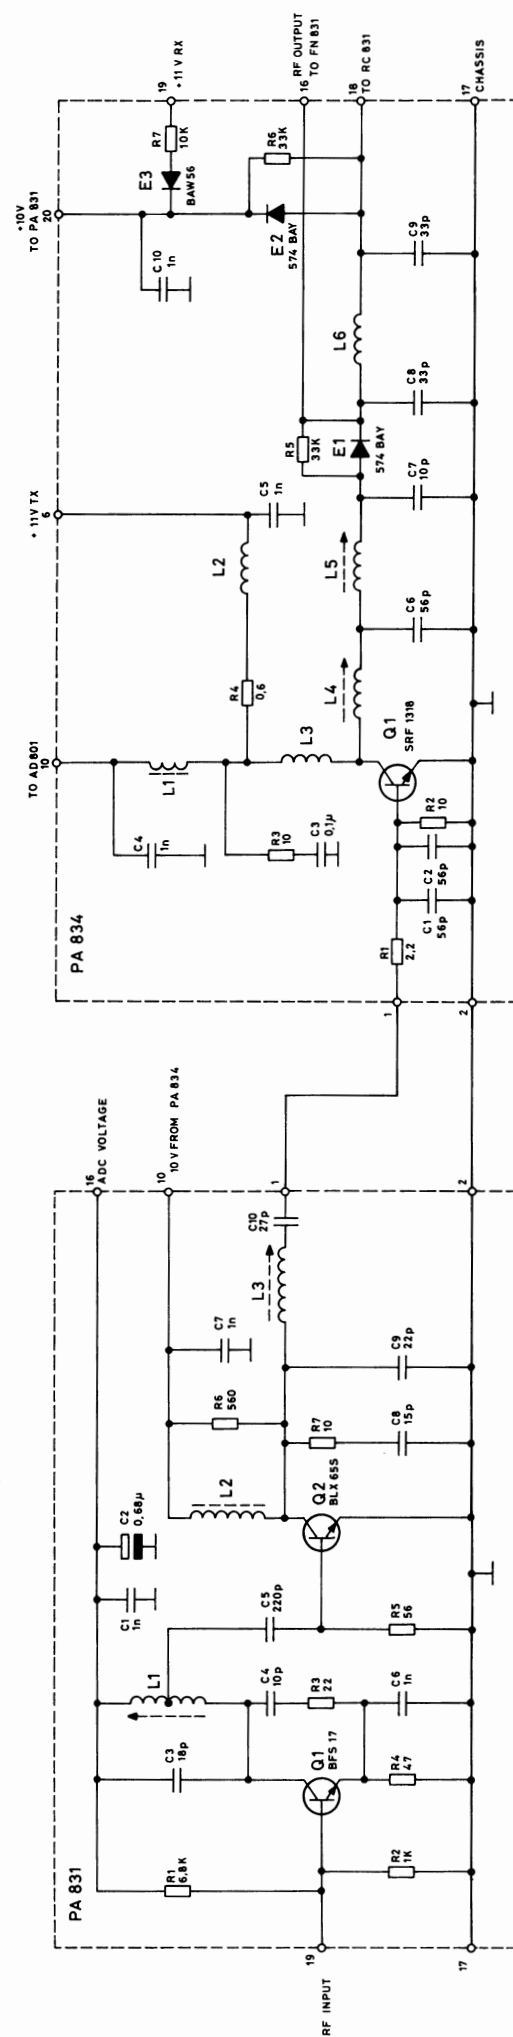 PA 831
RF INPUT
19
17
R1
6,8K
R2
1K
C3
18p
Q1
BFS 17
R4
47
L1
C4
10p
R3
22
C6
1n
C1
1n
C2
0,68µ
C5
220p
R5
56
L2
Q2
BLX 65S
R6
560
R7
10
C8
15p
C7
1n
C9
22p
L3
C10
27p
16
ADC VOLTAGE
10
10 V FROM PA 834
1
2
PA 834
1
2
R1
2,2
C1
56p
C2
56p
R2
10
Q1
SRF 1318
TO AD801
10
C4
1n
L1
R3
10
C3
0,1µ
L3
R4
0,6
L2
+ 11V TX
6
C5
1n
L4
L5
C6
56p
C7
10p
R5
33K
E1
574 BAY
C8
33p
L6
C9
33p
+10V
TO PA 831
20
C10
1n
E3
BAW56
R7
10K
E2
574 BAY
R6
33K
19
+11 V RX
16
RF OUTPUT
TO FN 831
18
TO RC 831
17
CHASSIS